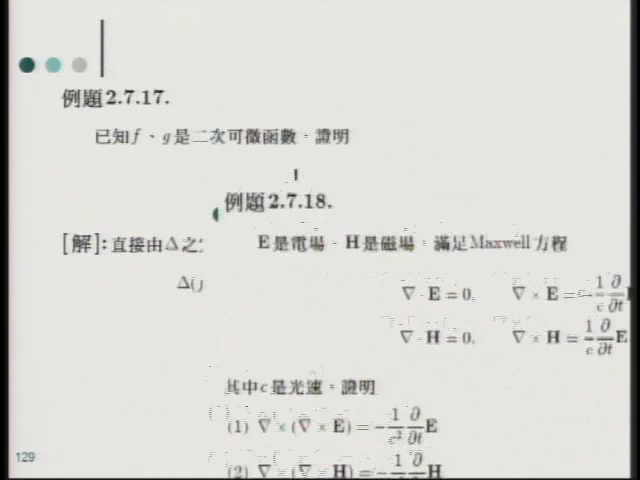 例題2.7.17.
已知f、g是二次可微函數，證明
例題2.7.18.
[解]:直接由Δ之
E是電場、H是磁場，滿足Maxwell方程
Δ(
∇ · E = 0, ∇ × E = −1/c ∂/∂t
∇ · H = 0, ∇ × H = 1/c ∂/∂t E
其中c是光速，證明
(1) ∇ × (∇ × E) = −1/c² ∂/∂t E
(2) ∇ × (∇ × H) = −1 ∂/∂t H
129